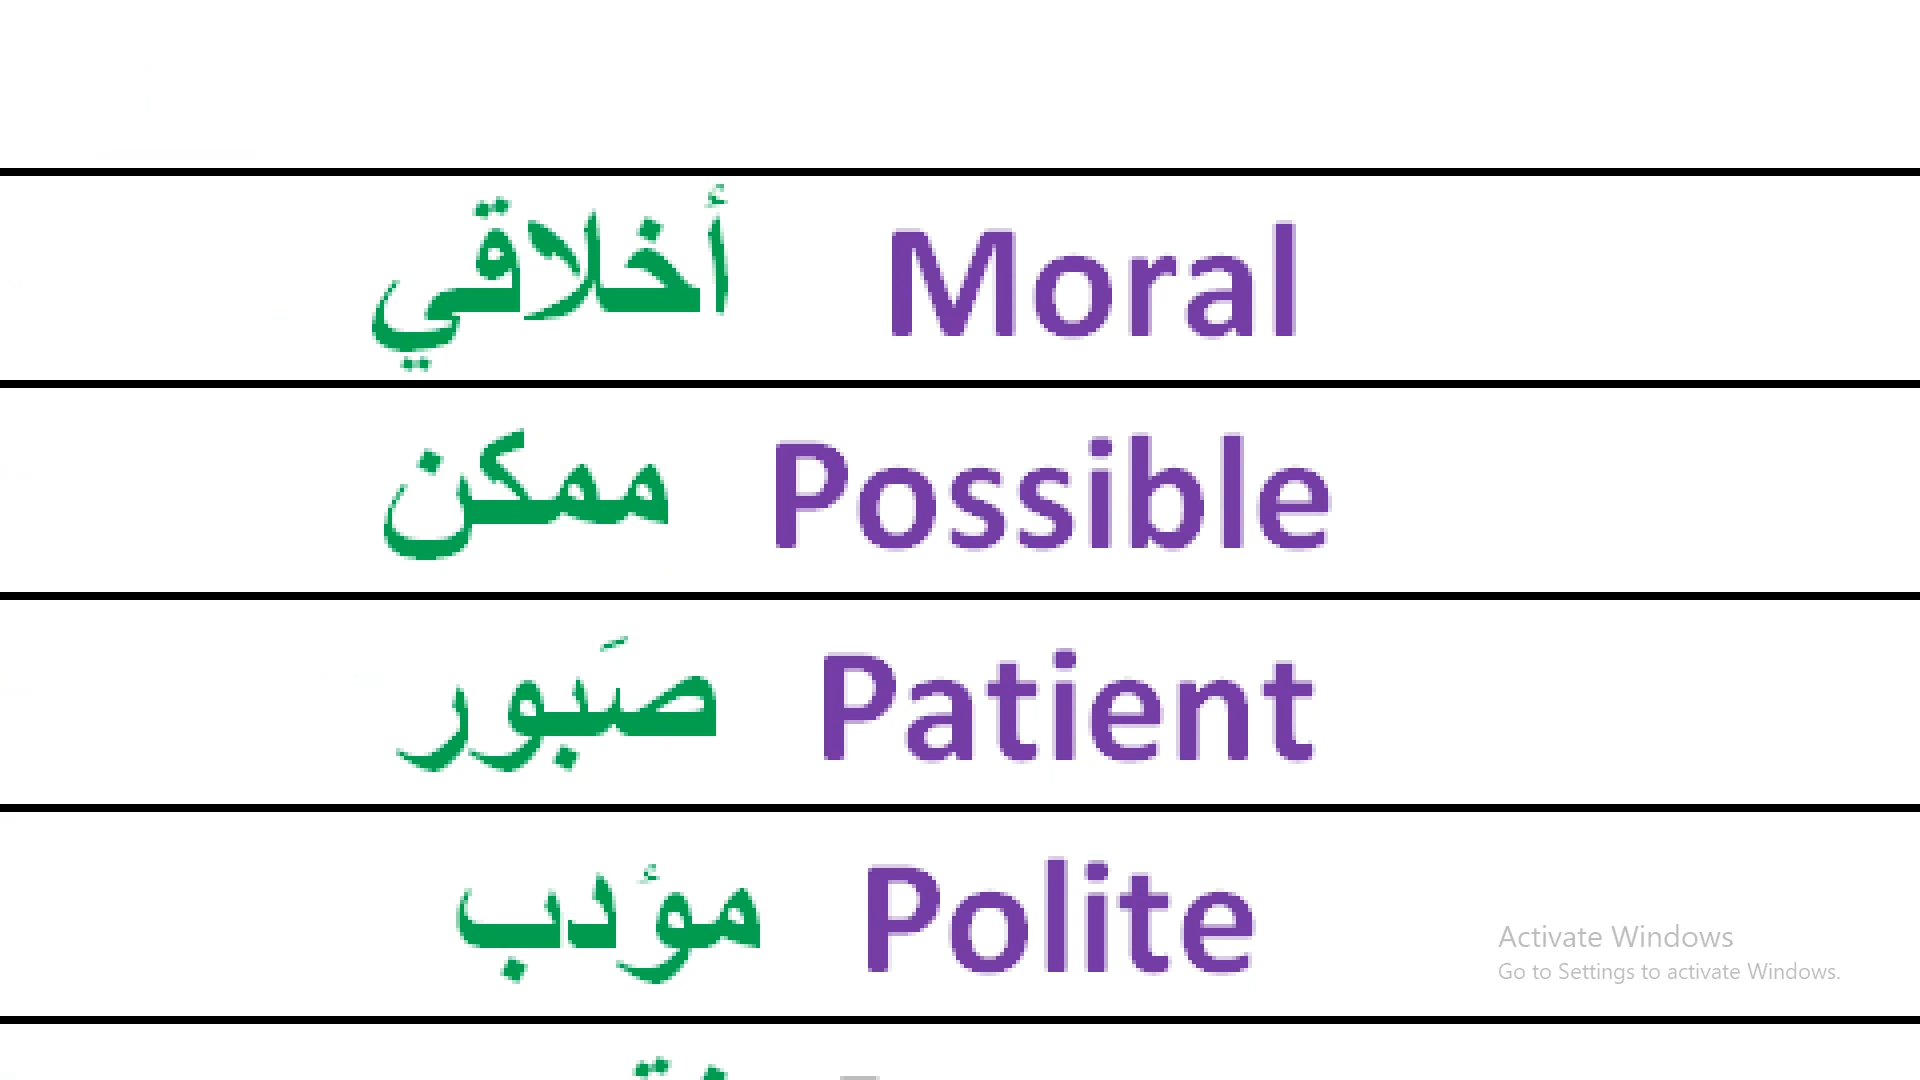 أخلاقي Moral
ممكن Possible
صَبور Patient
مؤدب Polite
Activate Windows
Go to Settings to activate Windows.